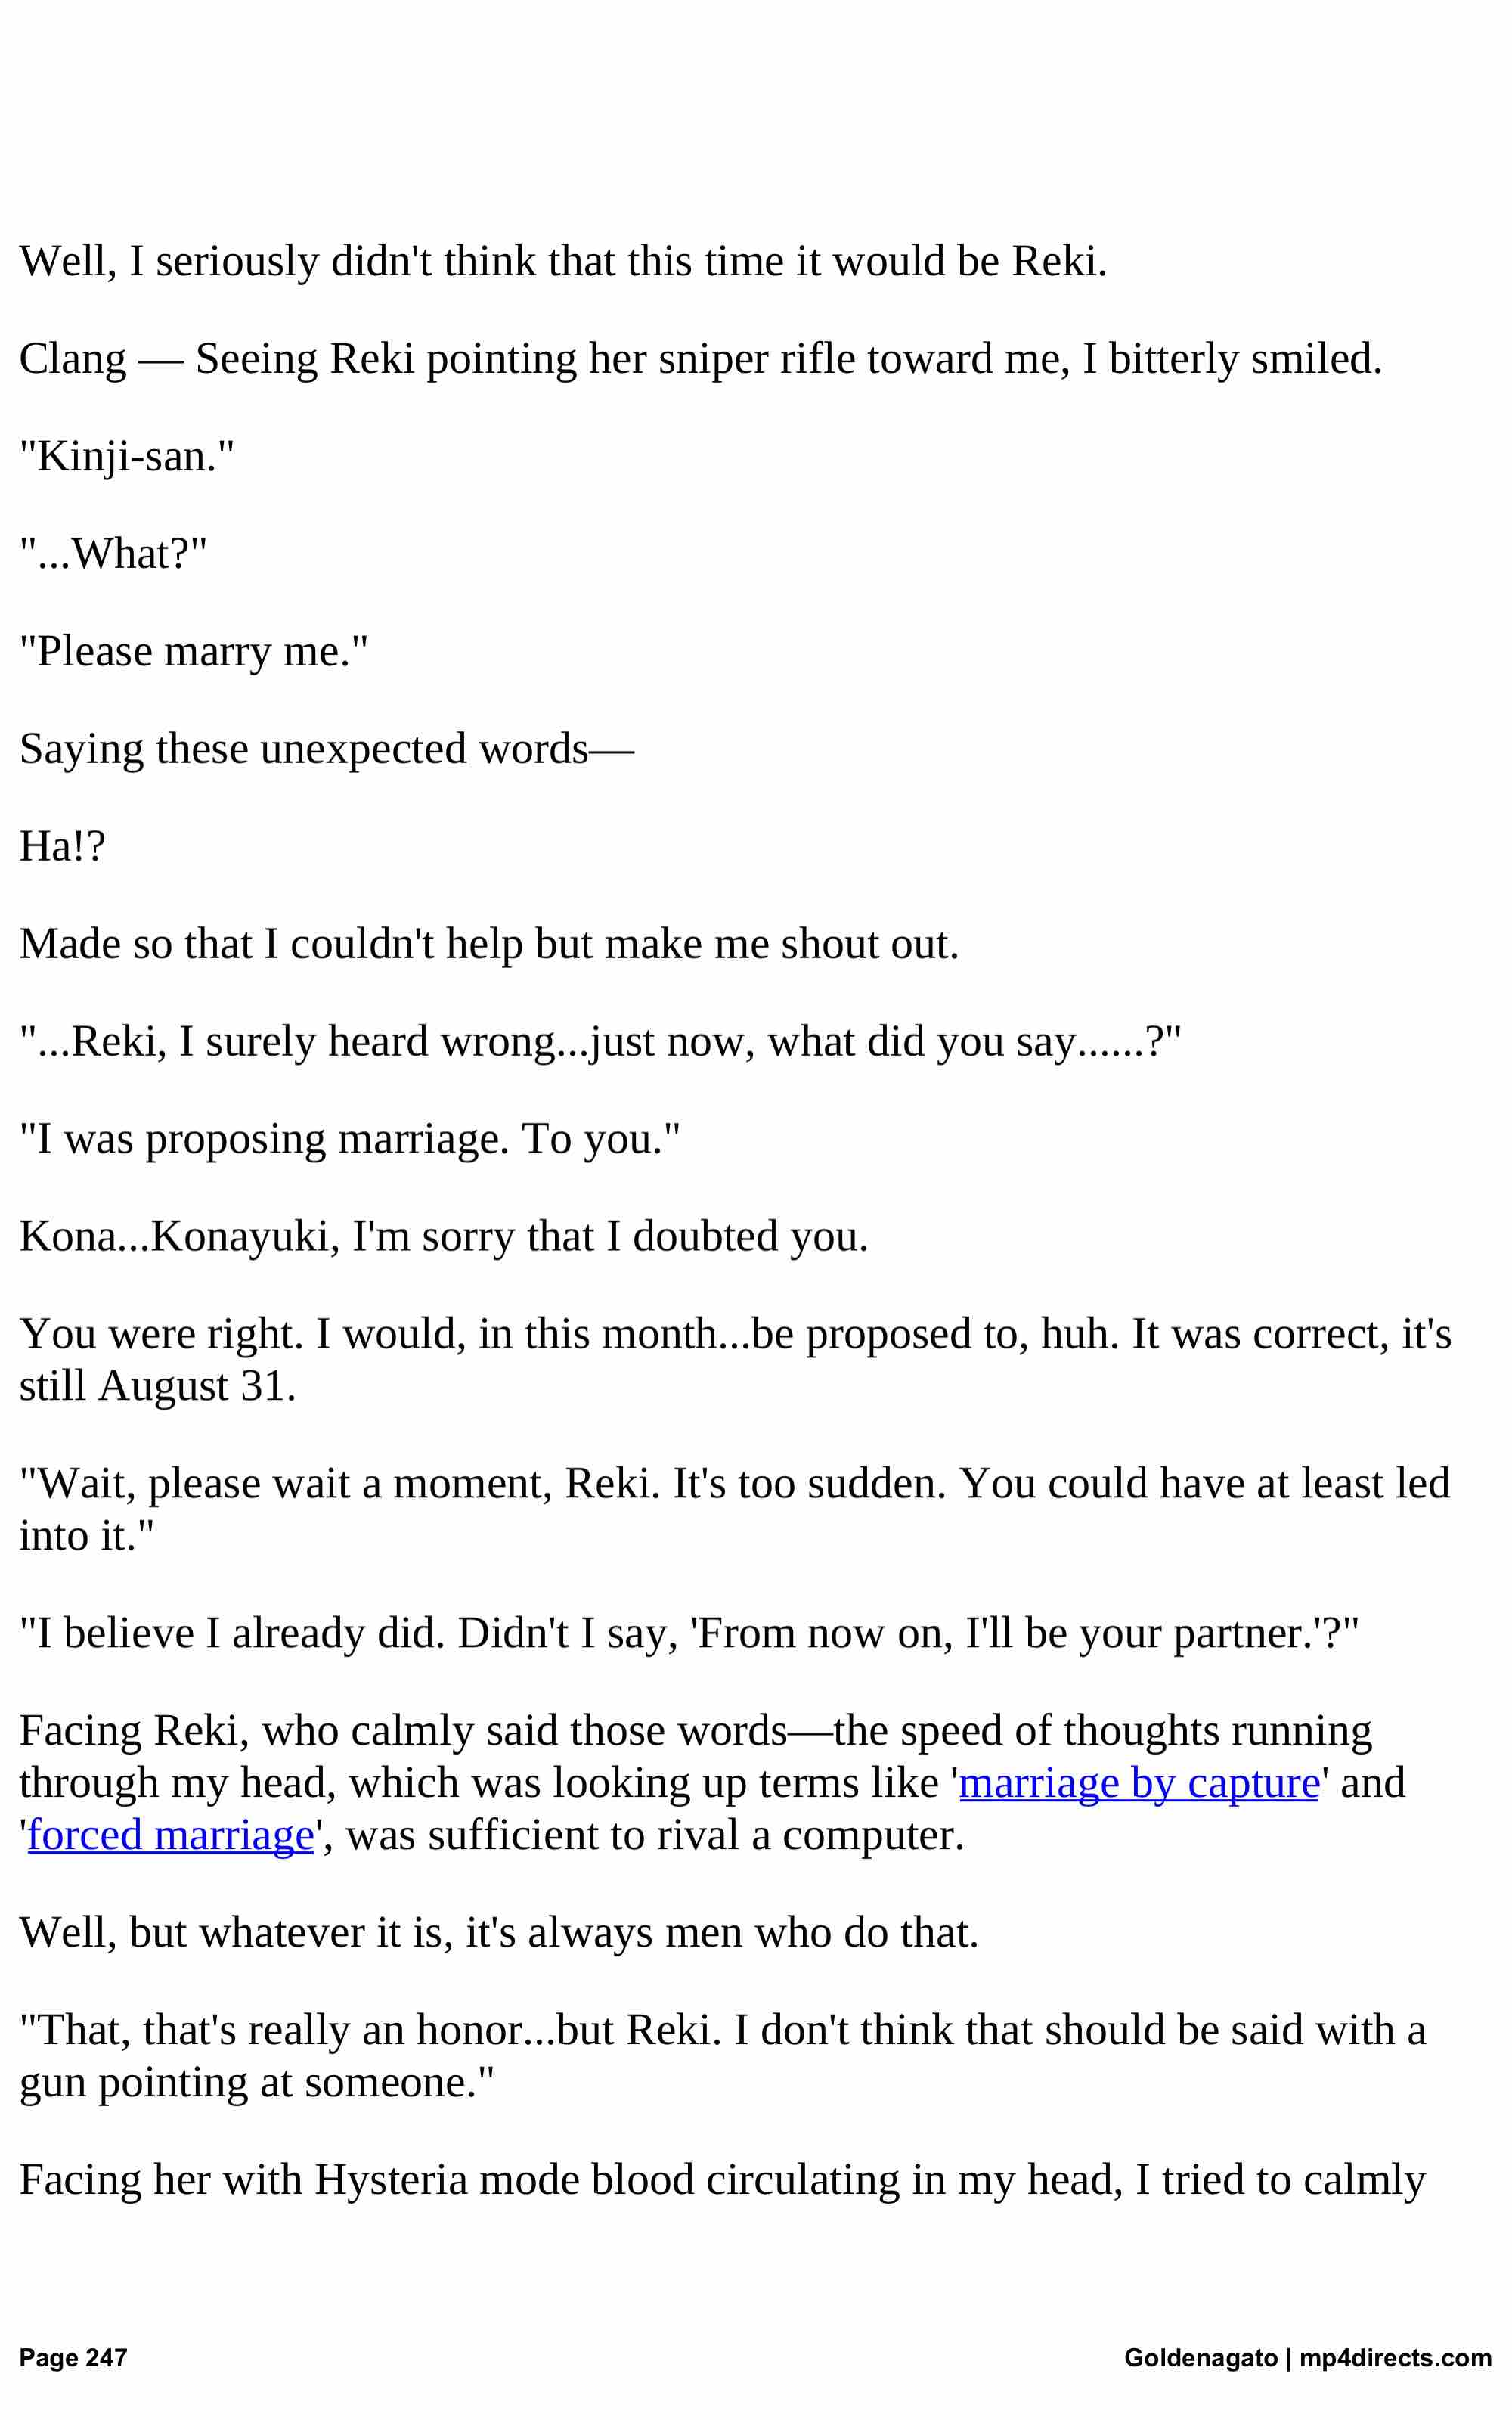 Well, I seriously didn't think that this time it would be Reki.
Clang — Seeing Reki pointing her sniper rifle toward me, I bitterly smiled.
"Kinji-san."
"...What?"
"Please marry me."
Saying these unexpected words—
Ha!?
Made so that I couldn't help but make me shout out.
"...Reki, I surely heard wrong...just now, what did you say......?"
"I was proposing marriage. To you."
Kona...Konayuki, I'm sorry that I doubted you.
You were right. I would, in this month...be proposed to, huh. It was correct, it's
still August 31.
"Wait, please wait a moment, Reki. It's too sudden. You could have at least led
into it."
"I believe I already did. Didn't I say, 'From now on, I'll be your partner.'?"
Facing Reki, who calmly said those words—the speed of thoughts running
through my head, which was looking up terms like 'marriage by capture' and
'forced marriage', was sufficient to rival a computer.
Well, but whatever it is, it's always men who do that.
"That, that's really an honor...but Reki. I don't think that should be said with a
gun pointing at someone."
Facing her with Hysteria mode blood circulating in my head, I tried to calmly
Page 247
Goldenagato | mp4directs.com